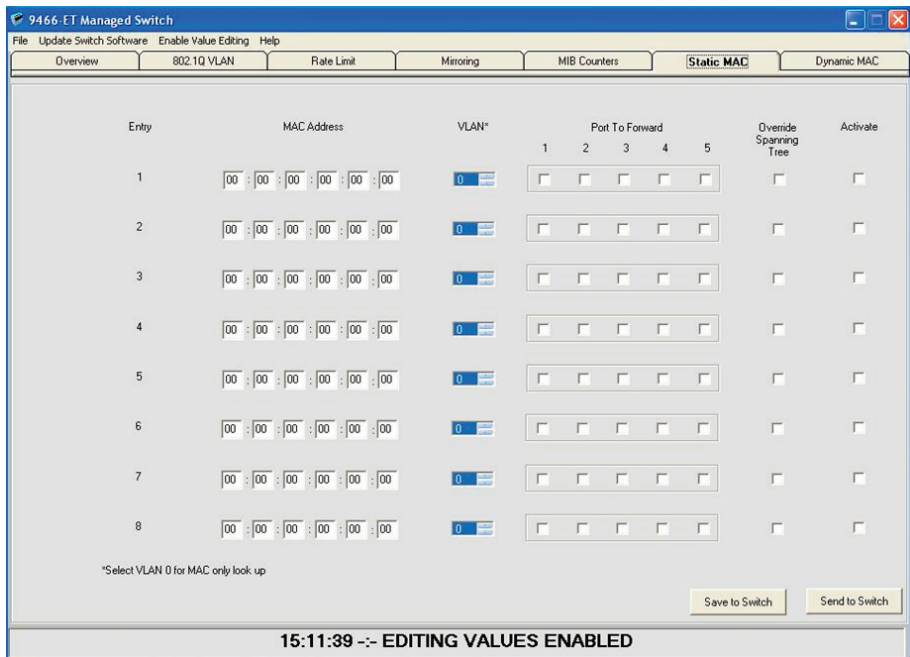 9466-ET Managed Switch
File Update Switch Software Enable Value Editing Help
Overview 802.1Q VLAN Rate Limit Mirroring MIB Counters Static MAC Dynamic MAC
Entry MAC Address VLAN* Port To Forward Override Spanning Tree Activate
1 2 3 4 5
1 00 : 00 : 00 : 00 : 00 : 00 0
2 00 : 00 : 00 : 00 : 00 : 00 0
3 00 : 00 : 00 : 00 : 00 : 00 0
4 00 : 00 : 00 : 00 : 00 : 00 0
5 00 : 00 : 00 : 00 : 00 : 00 0
6 00 : 00 : 00 : 00 : 00 : 00 0
7 00 : 00 : 00 : 00 : 00 : 00 0
8 00 : 00 : 00 : 00 : 00 : 00 0
*Select VLAN 0 for MAC only look up
Save to Switch Send to Switch
15:11:39 -:- EDITING VALUES ENABLED